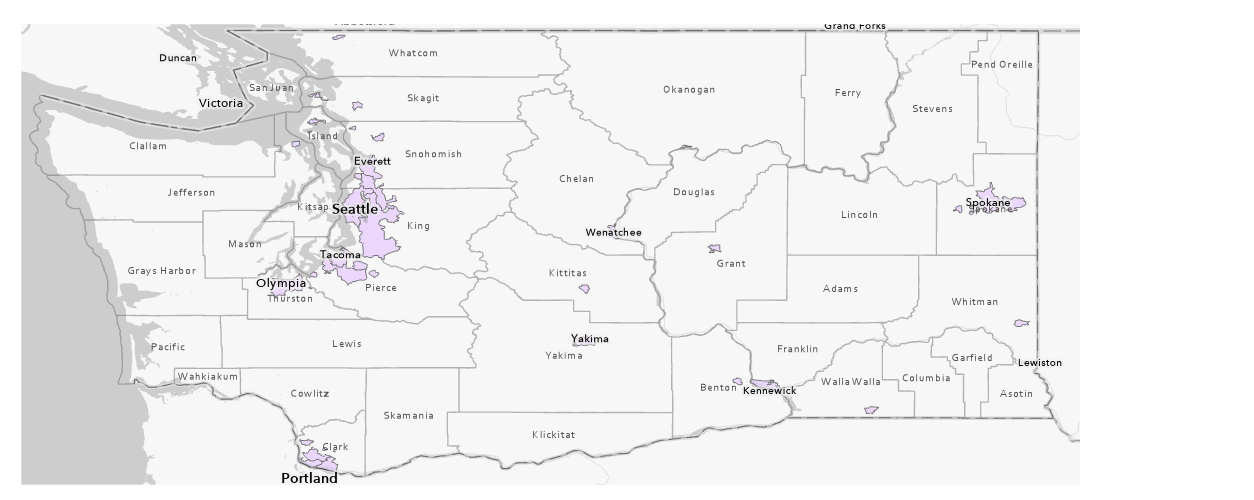 Grand Forks
Whatcom
Duncan
Pend Oreille
San Juan
Okanogan
Ferry
Skagit
Victoria
Stevens
Island
Clallam
Snohomish
Everett
Chelan
Jefferson
Douglas
Kitsap
Seattle
Spokane
Spokane
Lincoln
King
Wenatchee
Mason
Tacoma
Grant
Grays Harbor
Kittitas
Olympia
Pierce
Adams
Thurston
Whitman
Yakima
Lewis
Pacific
Franklin
Yakima
Garfield
Lewiston
Wahkiakum
Columbia
Walla Walla
Benton
Kennewick
Cowlitz
Asotin
Skamania
Klickitat
Clark
Portland